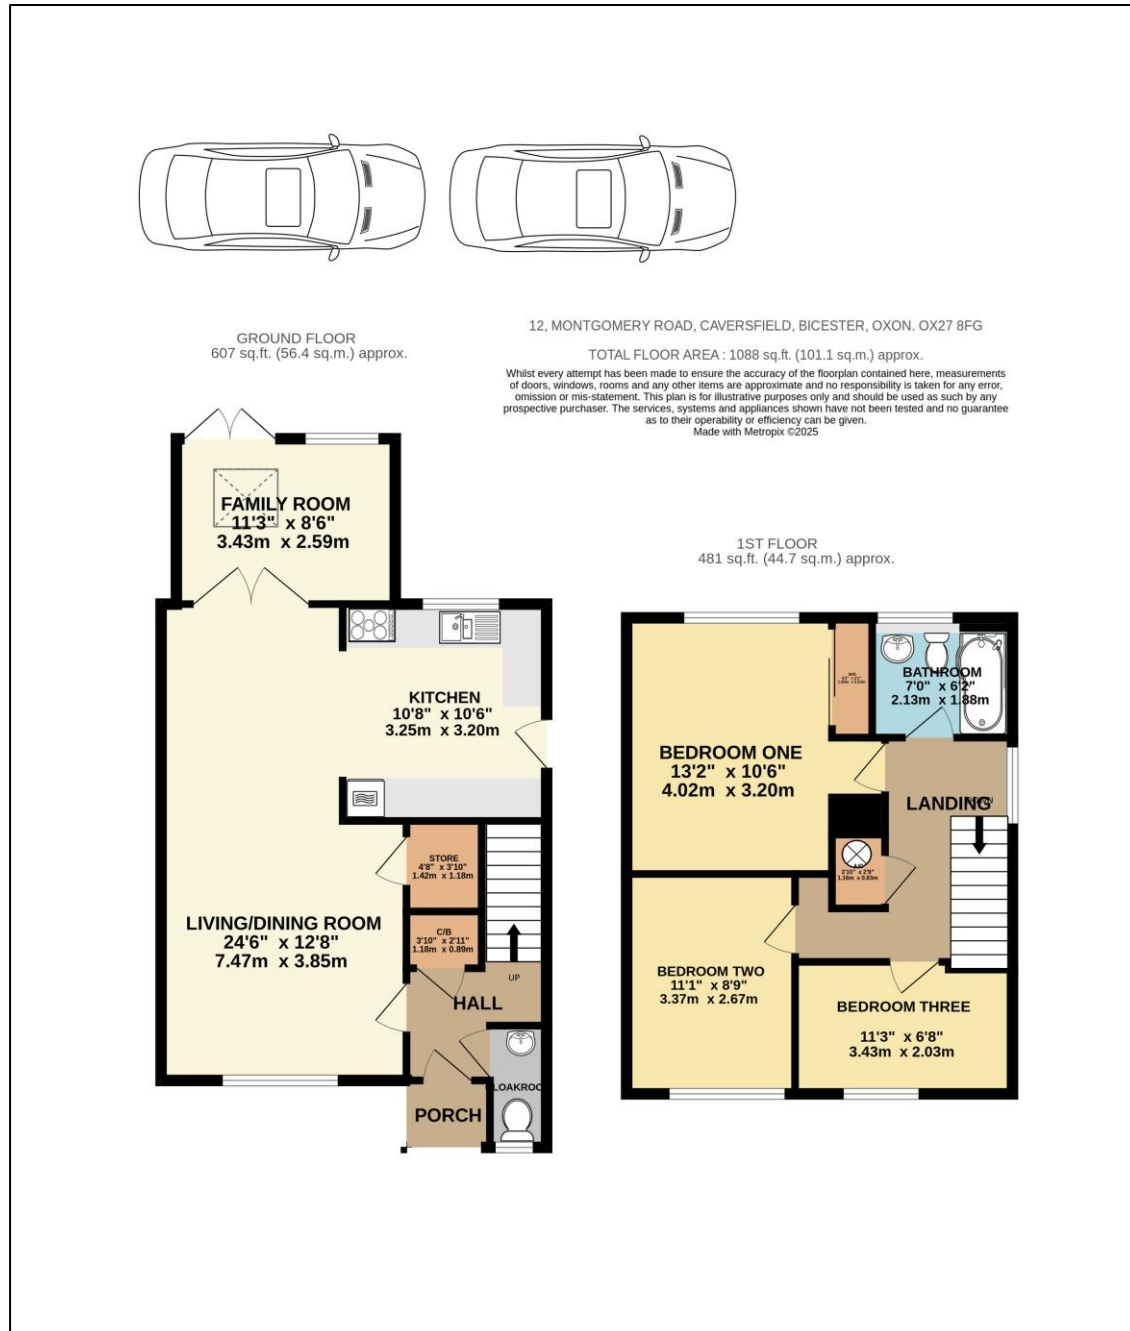 GROUND FLOOR
607 sq.ft. (56.4 sq.m.) approx.
12, MONTGOMERY ROAD, CAVERSFIELD, BICESTER, OXON. OX27 8FG
TOTAL FLOOR AREA : 1088 sq.ft. (101.1 sq.m.) approx.
Whilst every attempt has been made to ensure the accuracy of the floorplan contained here, measurements
of doors, windows, rooms and any other items are approximate and no responsibility is taken for any error,
omission or mis-statement. This plan is for illustrative purposes only and should be used as such by any
prospective purchaser. The services, systems and appliances shown have not been tested and no guarantee
as to their operability or efficiency can be given.
Made with Metropix ©2025
FAMILY ROOM
11'3" x 8'6"
3.43m x 2.59m
KITCHEN
10'8" x 10'6"
3.25m x 3.20m
STORE
4'8" x 3'10"
1.42m x 1.18m
LIVING/DINING ROOM
24'6" x 12'8"
7.47m x 3.85m
C/B
3'10" x 2'11"
1.18m x 0.89m
UP
HALL
PORCH
1ST FLOOR
481 sq.ft. (44.7 sq.m.) approx.
BATHROOM
7'0" x 6'2"
2.13m x 1.88m
BEDROOM ONE
13'2" x 10'6"
4.02m x 3.20m
LANDING
DOWN
3'10" x 2'9"
1.16m x 0.83m
BEDROOM TWO
11'1" x 8'9"
3.37m x 2.67m
BEDROOM THREE
11'3" x 6'8"
3.43m x 2.03m